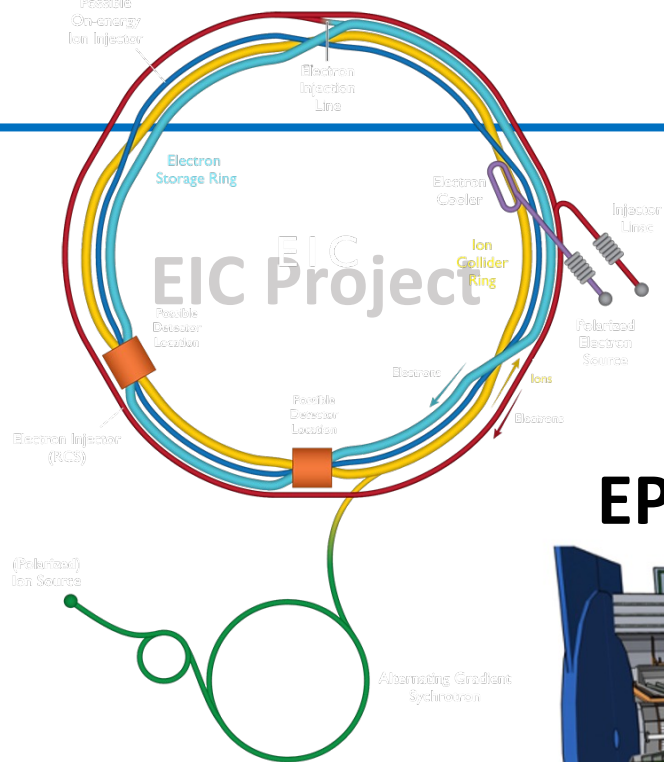 Possible
On-energy
Ion Injector
Electron
Injection
Line
Electron
Storage Ring
Electron
Cooler
Injector
Linac
EIC
EIC Project
Ion
Collider
Ring
Possible
Detector
Location
Polarized
Electron
Source
Electrons
Ions
Electrons
Possible
Detector
Location
Electron Injector
(RCS)
EP
(Polarized)
Ion Source
Alternating Gradient
Sychrotron